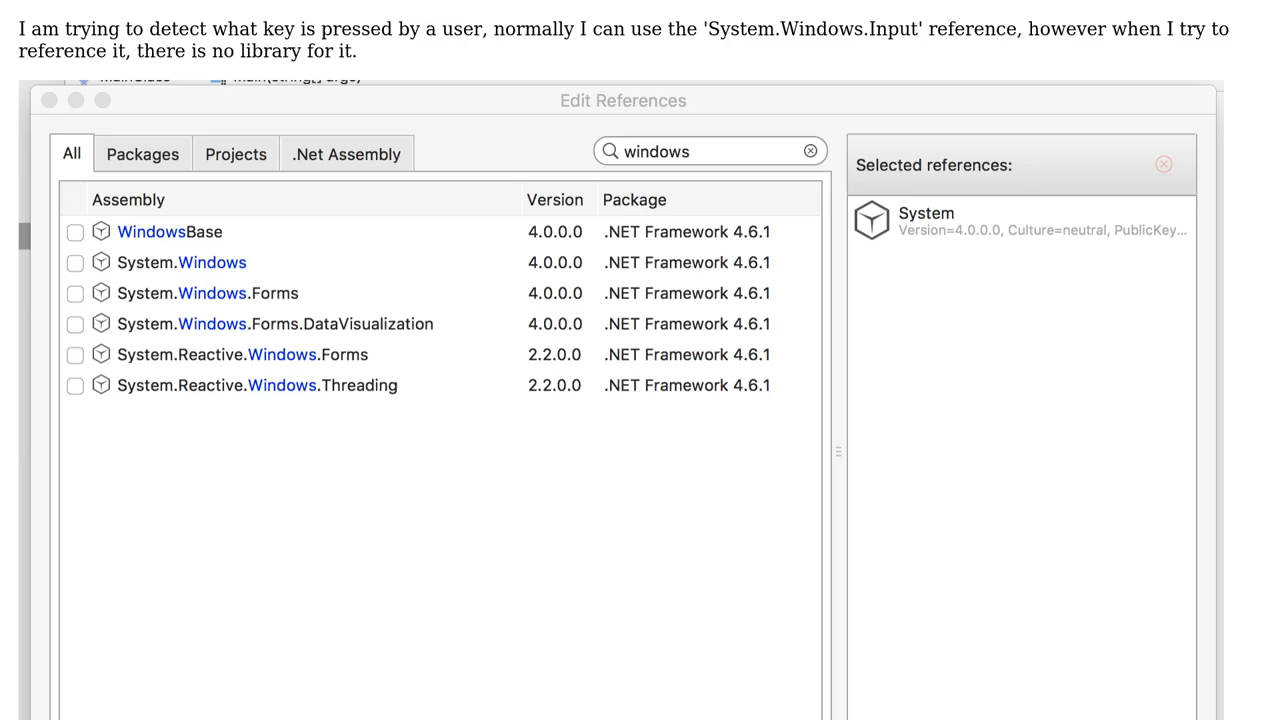 I am trying to detect what key is pressed by a user, normally I can use the 'System.Windows.Input' reference, however when I try to
reference it, there is no library for it.
main(string[] args)
Edit References
All Packages Projects .Net Assembly windows
Selected references:
Assembly Version Package
System
Version=4.0.0.0, Culture=neutral, PublicKey...
WindowsBase 4.0.0.0 .NET Framework 4.6.1
System.Windows 4.0.0.0 .NET Framework 4.6.1
System.Windows.Forms 4.0.0.0 .NET Framework 4.6.1
System.Windows.Forms.DataVisualization 4.0.0.0 .NET Framework 4.6.1
System.Reactive.Windows.Forms 2.2.0.0 .NET Framework 4.6.1
System.Reactive.Windows.Threading 2.2.0.0 .NET Framework 4.6.1